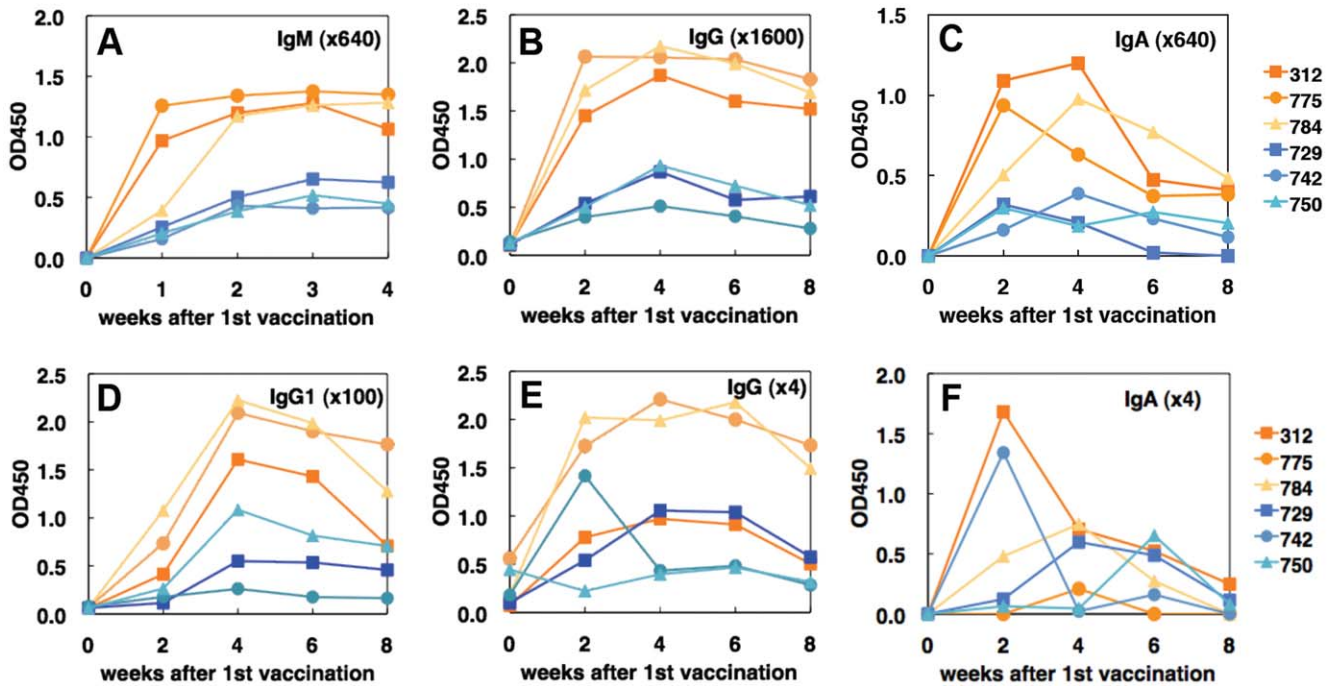 A
IgM (x640)
2.0
1.5
1.0
0.5
0.0
OD450
0 1 2 3 4
weeks after 1st vaccination
B
IgG (x1600)
2.5
2.0
1.5
1.0
0.5
0.0
OD450
0 2 4 6 8
weeks after 1st vaccination
C
IgA (x640)
1.5
1.0
0.5
0.0
OD450
0 2 4 6 8
weeks after 1st vaccination
312
775
784
729
742
750
D
IgG1 (x100)
2.5
2.0
1.5
1.0
0.5
0.0
OD450
0 2 4 6 8
weeks after 1st vaccination
E
IgG (x4)
2.5
2.0
1.5
1.0
0.5
0.0
OD450
0 2 4 6 8
weeks after 1st vaccination
F
IgA (x4)
2.0
1.5
1.0
0.5
0.0
OD450
0 2 4 6 8
weeks after 1st vaccination
312
775
784
729
742
750